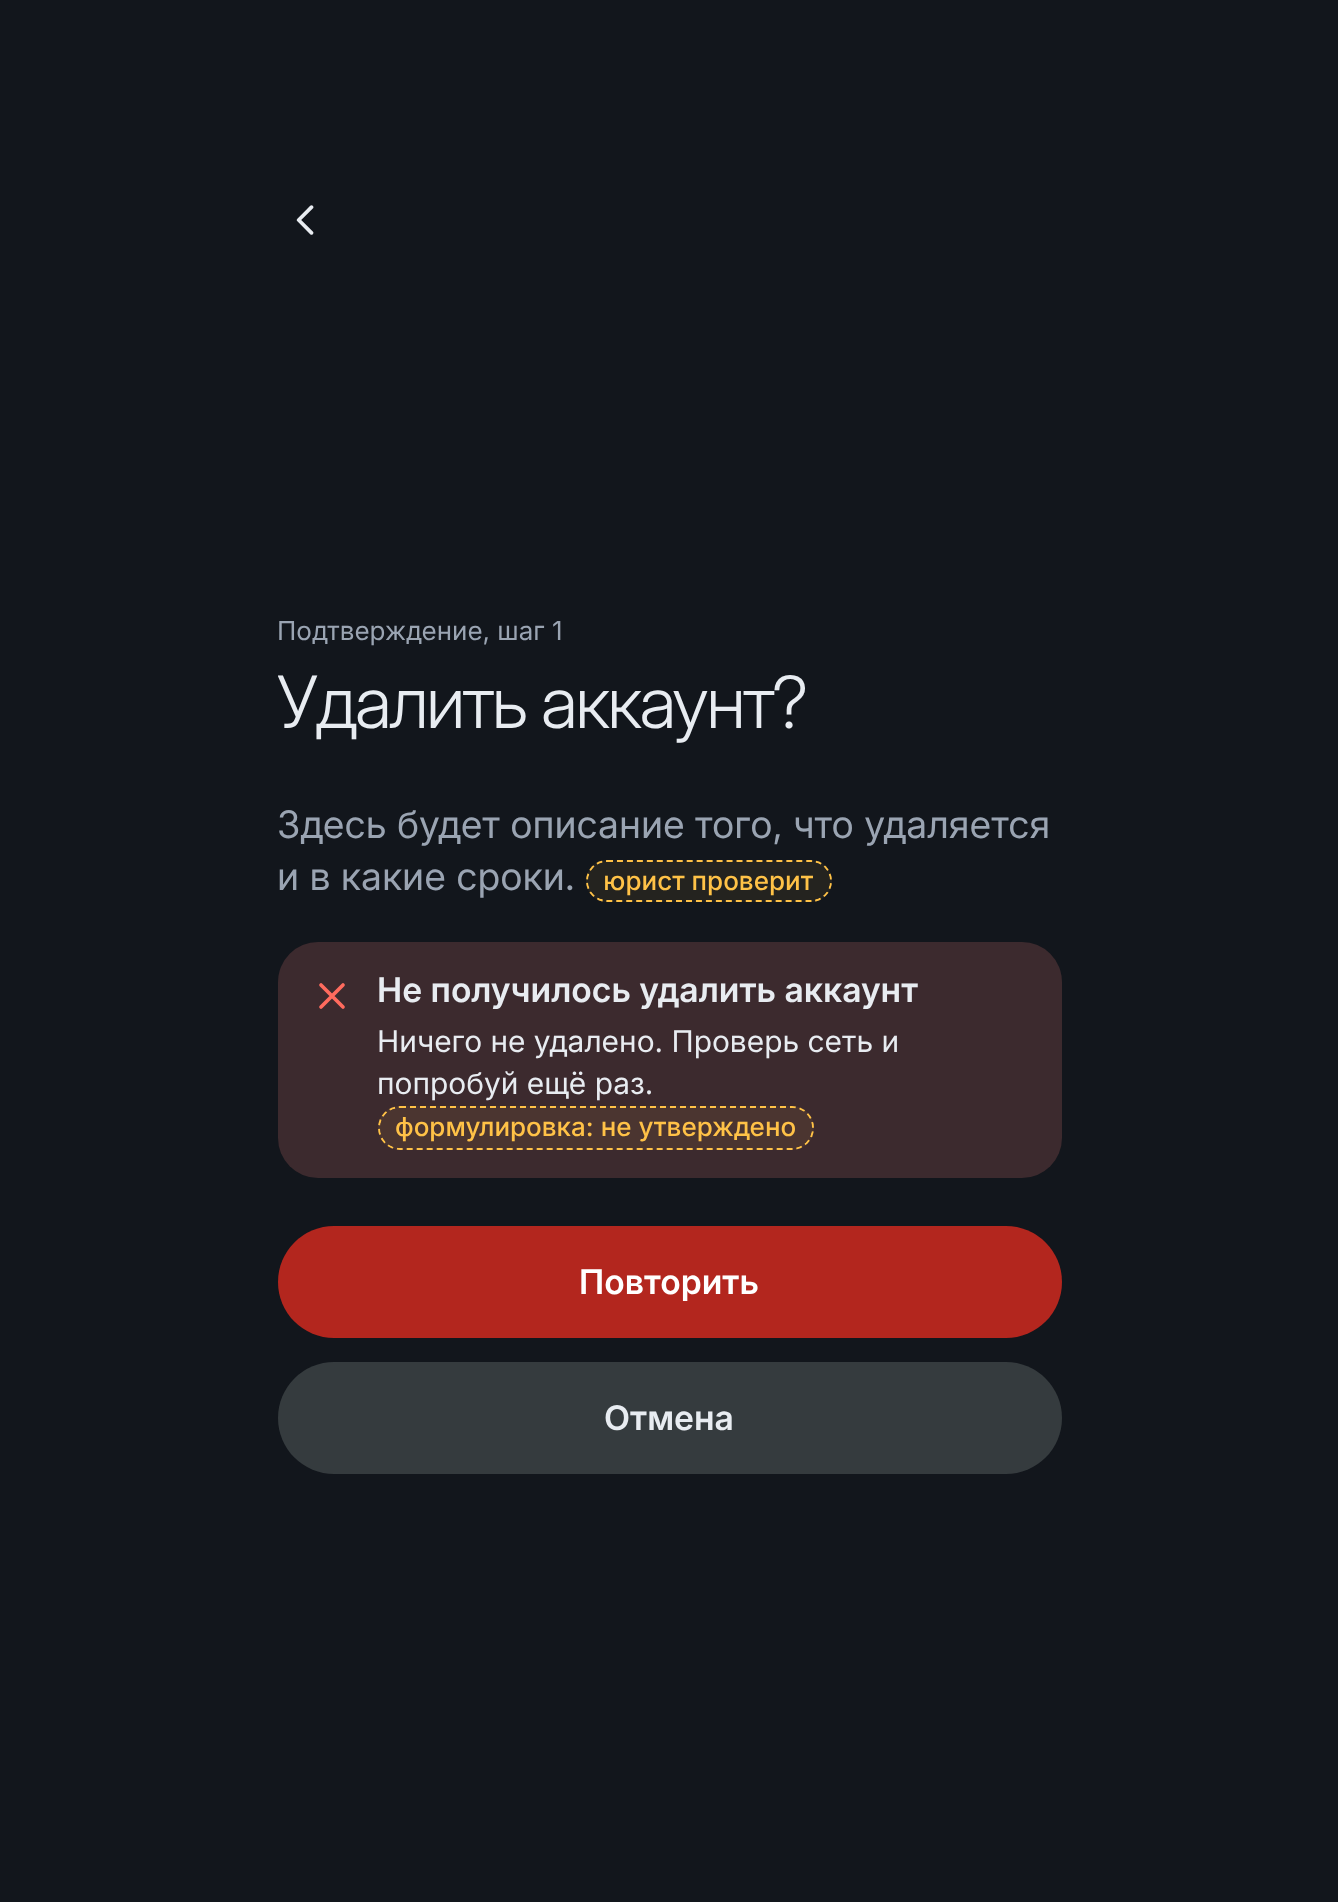 Подтверждение, шаг 1
Удалить аккаунт?
Здесь будет описание того, что удаляется
и в какие сроки. юрист проверит
Не получилось удалить аккаунт
Ничего не удалено. Проверь сеть и
попробуй ещё раз.
формулировка: не утверждено
Повторить
Отмена